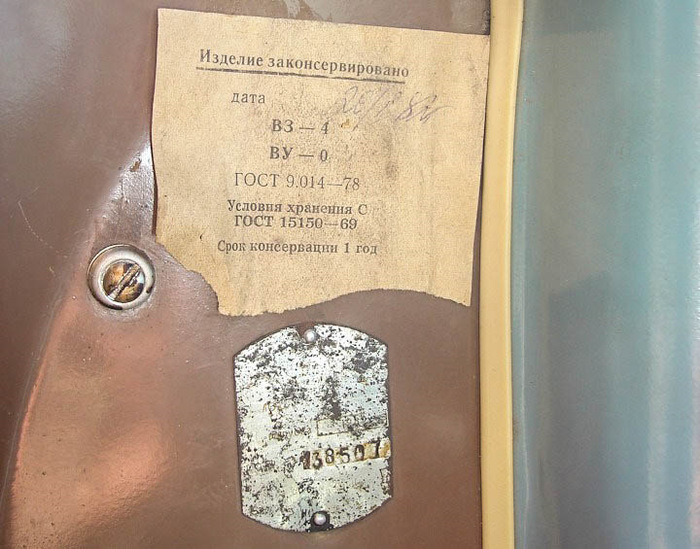 Изделие законсервировано
дата
ВЗ — 4
ВУ — 0
ГОСТ 9.014—78
Условия хранения С
ГОСТ 15150—69
Срок консервации 1 год
138507